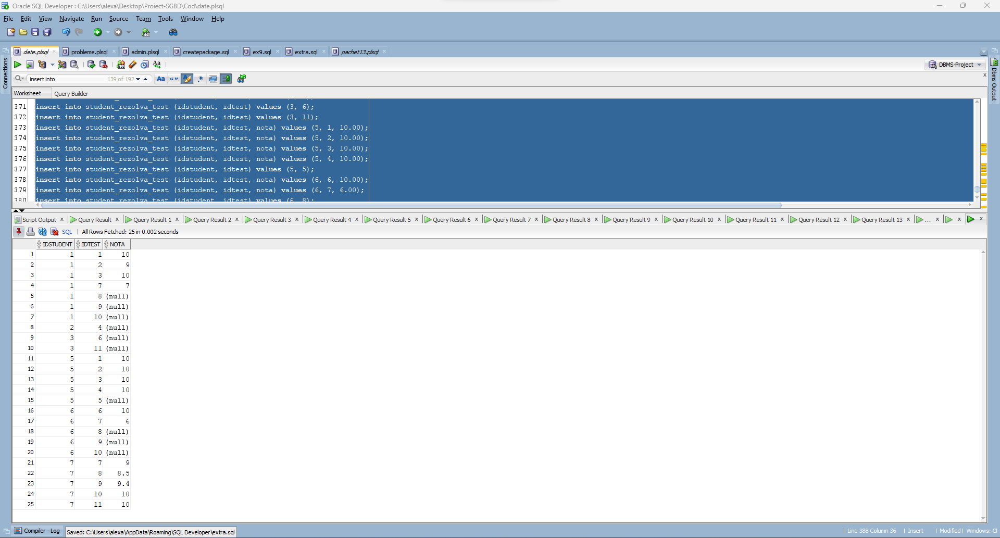 Oracle SQL Developer : C:\Users\alexa\Desktop\Proiect-SGBD\Cod\date.plsql
File Edit View Navigate Run Source Team Tools Window Help
date.plsql probleme.plsql admin.plsql createpackage.sql ex9.sql extra.sql pachet13.plsql
Connections
DBMS-Project
Dbms Output
insert into 139 of 192 Aa “ ” .*
Worksheet Query Builder
371 insert into student_rezolva_test (idstudent, idtest) values (3, 6);
372 insert into student_rezolva_test (idstudent, idtest) values (3, 11);
373 insert into student_rezolva_test (idstudent, idtest, nota) values (5, 1, 10.00);
374 insert into student_rezolva_test (idstudent, idtest, nota) values (5, 2, 10.00);
375 insert into student_rezolva_test (idstudent, idtest, nota) values (5, 3, 10.00);
376 insert into student_rezolva_test (idstudent, idtest, nota) values (5, 4, 10.00);
377 insert into student_rezolva_test (idstudent, idtest) values (5, 5);
378 insert into student_rezolva_test (idstudent, idtest, nota) values (6, 6, 10.00);
379 insert into student_rezolva_test (idstudent, idtest, nota) values (6, 7, 6.00);
380 insert into student_rezolva_test (idstudent, idtest) values (6, 8);
Script Output x Query Result x Query Result 1 x Query Result 2 x Query Result 3 x Query Result 4 x Query Result 5 x Query Result 6 x Query Result 7 x Query Result 8 x Query Result 9 x Query Result 10 x Query Result 11 x Query Result 12 x Query Result 13 x ... x x x
SQL | All Rows Fetched: 25 in 0.002 seconds
IDSTUDENT IDTEST NOTA
1 1 1 10
2 1 2 9
3 1 3 10
4 1 7 7
5 1 8 (null)
6 1 9 (null)
7 1 10 (null)
8 2 4 (null)
9 3 6 (null)
10 3 11 (null)
11 5 1 10
12 5 2 10
13 5 3 10
14 5 4 10
15 5 5 (null)
16 6 6 10
17 6 7 6
18 6 8 (null)
19 6 9 (null)
20 6 10 (null)
21 7 7 9
22 7 8 8.5
23 7 9 9.4
24 7 10 10
25 7 11 10
Compiler - Log Saved: C:\Users\alexa\AppData\Roaming\SQL Developer\extra.sql
| Line 388 Column 36 | Insert | Modified | Windows: CF